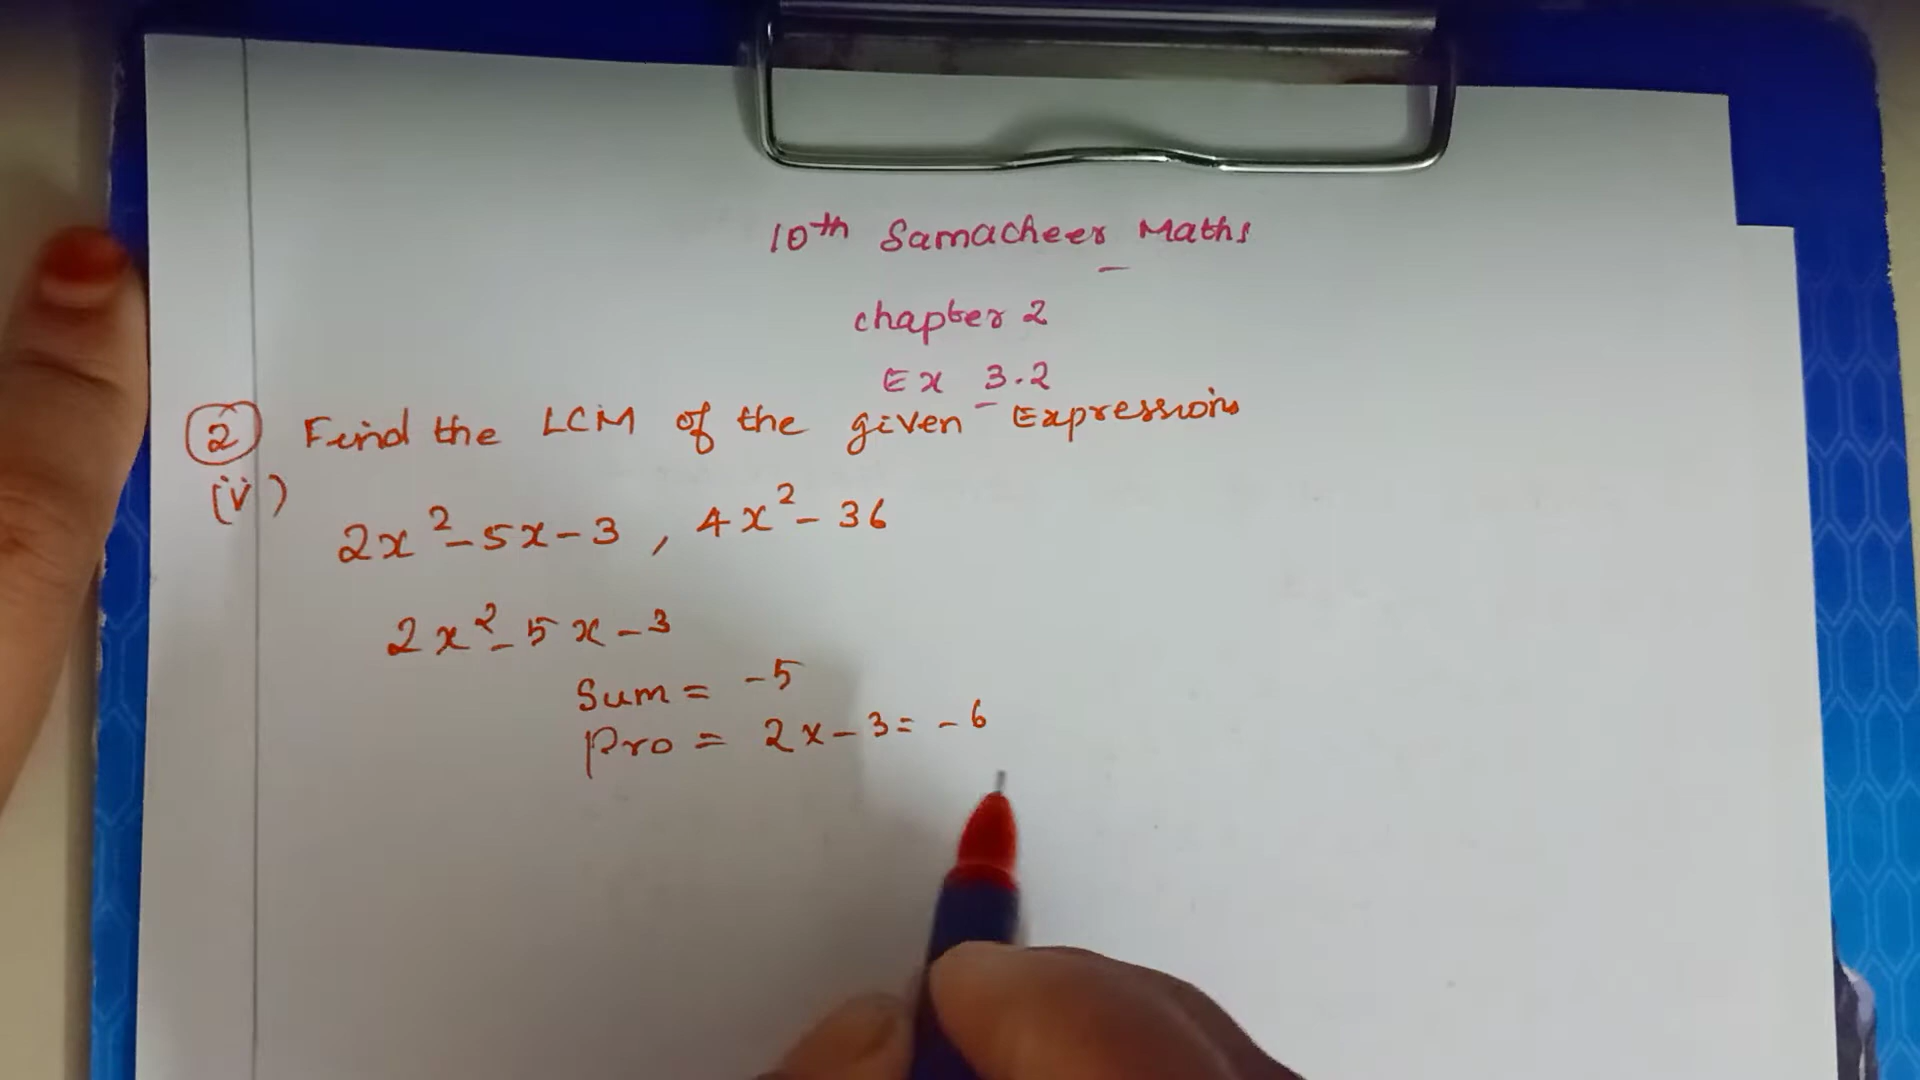 10th Samacheer Maths
chapter 2
Ex 3.2
2 Find the LCM of the given Expressions
(v)
2x²-5x-3, 4x²-36
2x²-5x-3
Sum = -5
Pro = 2x-3= -6